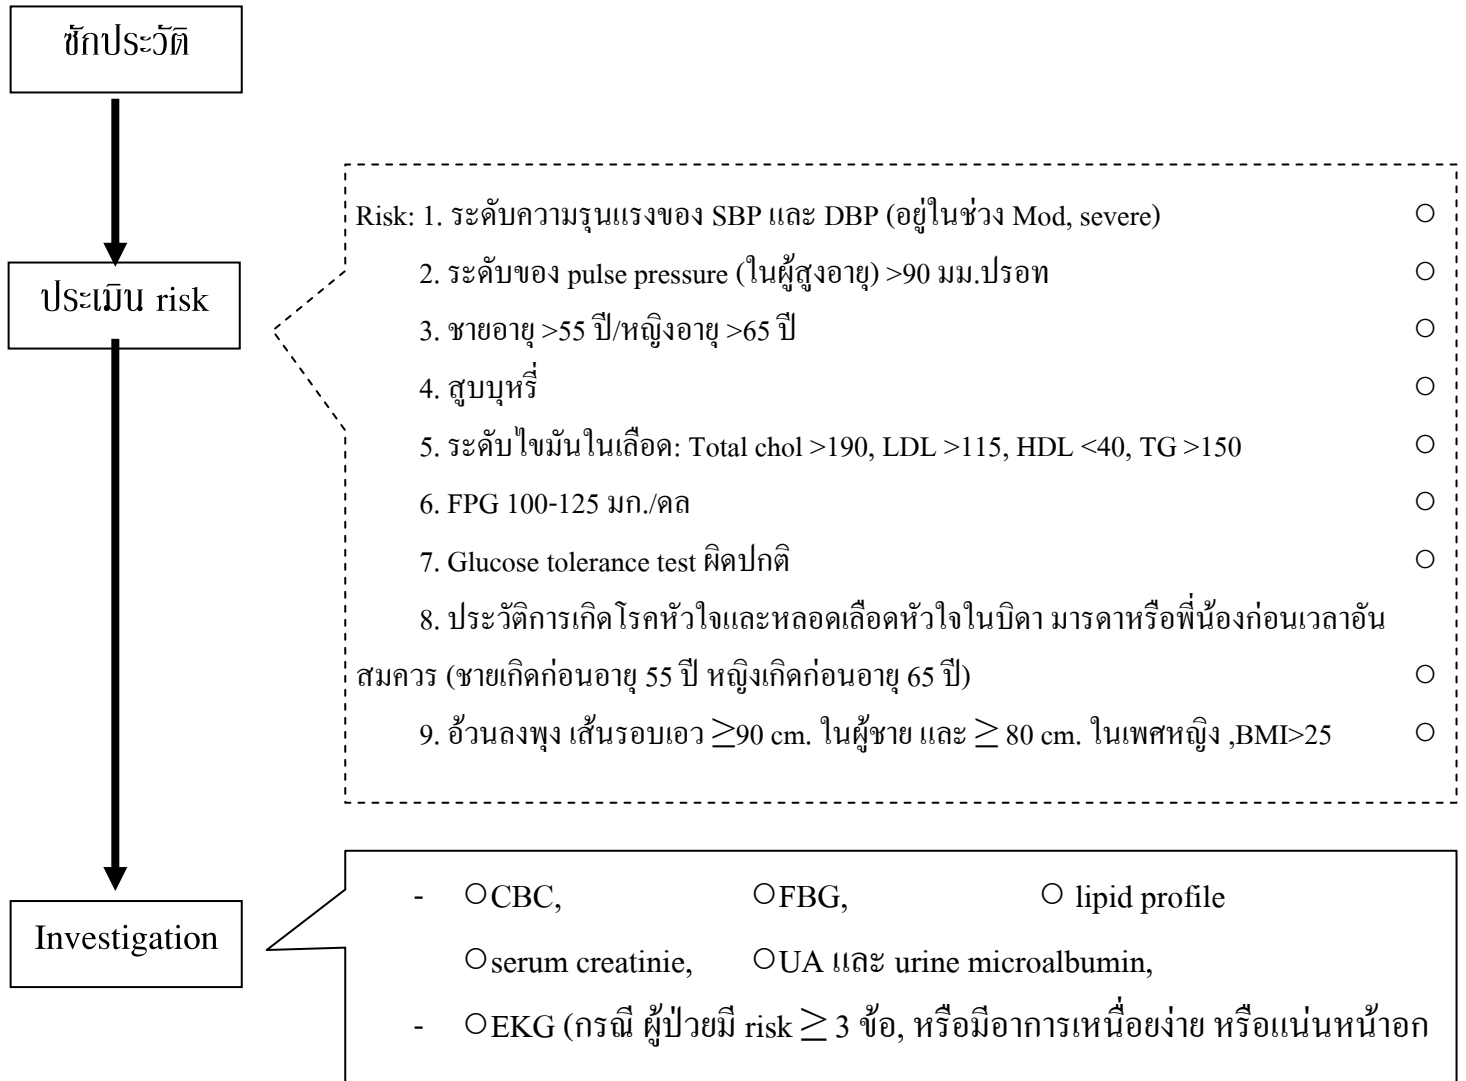 ซักประวัติ
Risk: 1. ระดับความรุนแรงของ SBP และ DBP (อยู่ในช่วง Mod, severe) ○
2. ระดับของ pulse pressure (ในผู้สูงอายุ) >90 มม.ปรอท ○
ประเมิน risk
3. ชายอายุ >55 ปี/หญิงอายุ >65 ปี ○
4. สูบบุหรี่ ○
5. ระดับไขมันในเลือด: Total chol >190, LDL >115, HDL <40, TG >150 ○
6. FPG 100-125 มก./ดล ○
7. Glucose tolerance test ผิดปกติ ○
8. ประวัติการเกิดโรคหัวใจและหลอดเลือดหัวใจในบิดา มารดาหรือพี่น้องก่อนเวลาอัน
สมควร (ชายเกิดก่อนอายุ 55 ปี หญิงเกิดก่อนอายุ 65 ปี) ○
9. อ้วนลงพุง เส้นรอบเอว ≥90 cm. ในผู้ชาย และ ≥ 80 cm. ในเพศหญิง ,BMI>25 ○
Investigation
- ○CBC, ○FBG, ○ lipid profile
○serum creatinie, ○UA และ urine microalbumin,
- ○EKG (กรณี ผู้ป่วยมี risk ≥ 3 ข้อ, หรือมีอาการเหนื่อยง่าย หรือแน่นหน้าอก